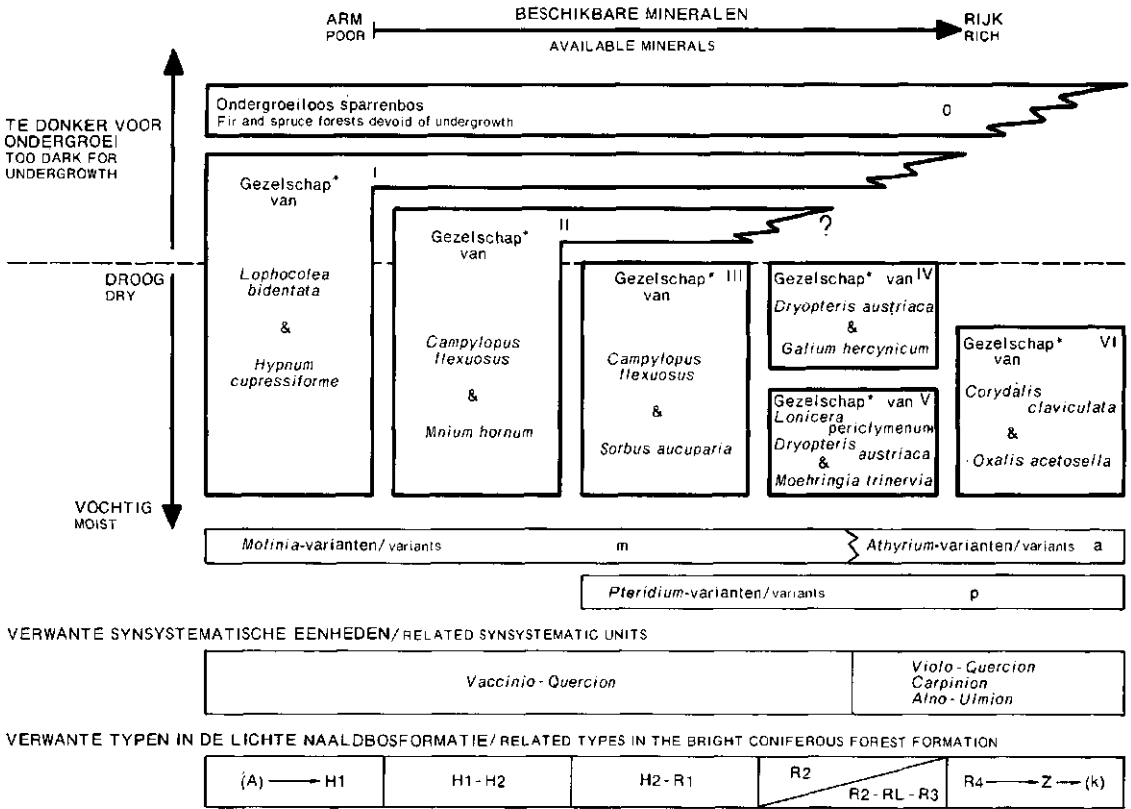 ARM
POOR
BESCHIKBARE MINERALEN
AVAILABLE MINERALS
RIJK
RICH
TE DONKER VOOR
ONDERGROEI
TOO DARK FOR
UNDERGROWTH
Ondergroeiloos sparrenbos
Fir and spruce forests devoid of undergrowth
0
Gezelschap* I
van
Lophocolea
bidentata
&
Hypnum
cupressiforme
Gezelschap* II
van
Campylopus
flexuosus
&
Mnium hornum
?
DROOG
DRY
Gezelschap* III
van
Campylopus
flexuosus
&
Sorbus aucuparia
Gezelschap* van IV
Dryopteris austriaca
&
Galium hercynicum
Gezelschap* van V
Lonicera
periclymenum
Dryopteris
austriaca
&
Moehringia trinervia
Gezelschap* VI
van
Corydalis
claviculata
&
Oxalis acetosella
VOCHTIG
MOIST
Molinia-varianten/variants m
Athyrium-varianten/variants a
Pteridium-varianten/variants p
VERWANTE SYNSYSTEMATISCHE EENHEDEN/RELATED SYNSYSTEMATIC UNITS
Vaccinio-Quercion
Violo-Quercion
Carpinion
Alno-Ulmion
VERWANTE TYPEN IN DE LICHTE NAALDBOSFORMATIE/RELATED TYPES IN THE BRIGHT CONIFEROUS FOREST FORMATION
(A) → H1
H1-H2
H2-R1
R2
R2-RL-R3
R4 → Z → (k)